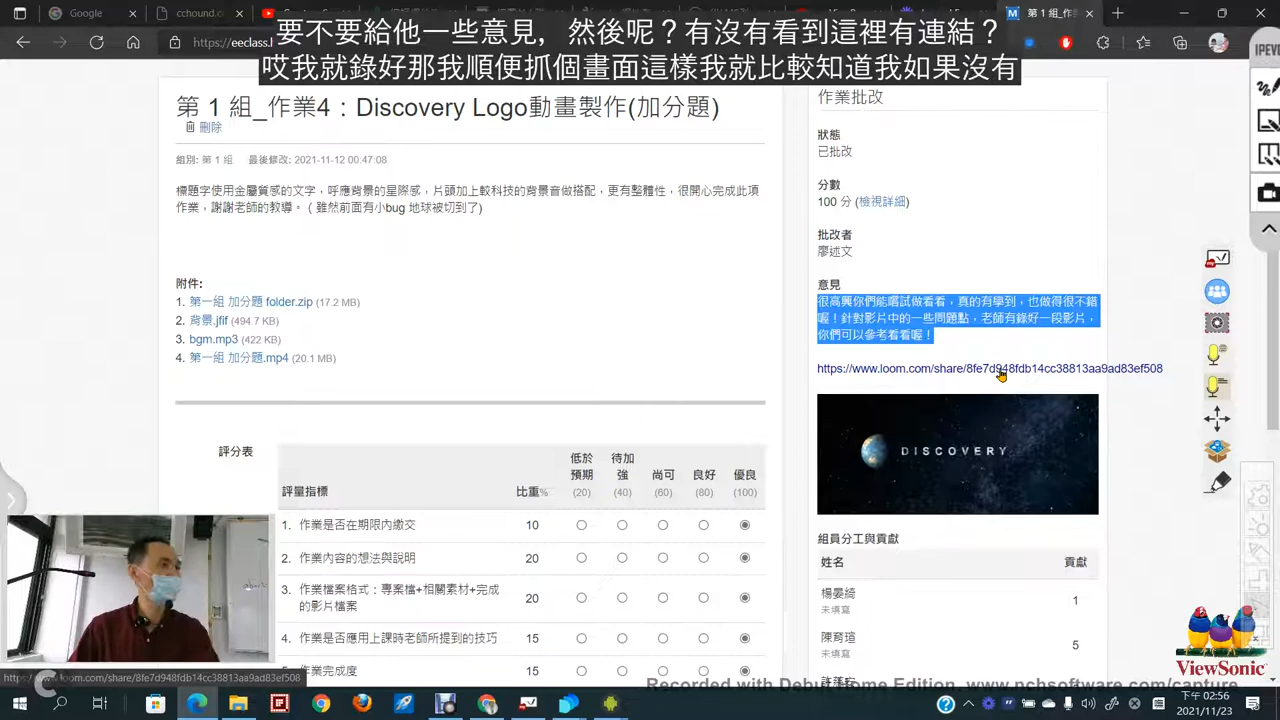 cchound.c
第 1 組_作
https://eeclass.
要不要給他一些意見，然後呢？有沒有看到這裡有連結？
哎我就錄好那我順便抓個畫面這樣我就比較知道我如果沒有
IPEVO
第 1 組_作業4：Discovery Logo動畫製作(加分題)
刪除
組別: 第 1 組 最後修改: 2021-11-12 00:47:08
標題字使用金屬質感的文字，呼應背景的星際感，片頭加上較科技的背景音做搭配，更有整體性，很開心完成此項
作業，謝謝老師的教導。( 雖然前面有小bug 地球被切到了)
附件:
1. 第一組 加分題 folder.zip (17.2 MB)
2. 背景.jfif (494.7 KB)
3. bgm.mp3 (422 KB)
4. 第一組 加分題.mp4 (20.1 MB)
評分表
評量指標 比重% 低於預期 (20) 待加強 (40) 尚可 (60) 良好 (80) 優良 (100)
1. 作業是否在期限內繳交 10
2. 作業內容的想法與說明 20
3. 作業檔案格式：專案檔+相關素材+完成
的影片檔案 20
4. 作業是否應用上課時老師所提到的技巧 15
作業完成度 15
作業批改
狀態
已批改
分數
100 分 (檢視詳細)
批改者
廖述文
意見
很高興你們能嚐試做看看，真的有學到，也做得很不錯
喔！針對影片中的一些問題點，老師有錄好一段影片，
你們可以參考看看喔！
https://www.loom.com/share/8fe7d948fdb14cc38813aa9ad83ef508
DISCOVERY
組員分工與貢獻
姓名 貢獻
楊晏綺 1
未填寫
陳育瑄 5
未填寫
ViewSonic
https://www.loom.com/share/8fe7d948fdb14cc38813aa9ad83ef508
Recorded with Debut Home Edition. www.nchsoftware.com/capture
下午 02:56
2021/11/23